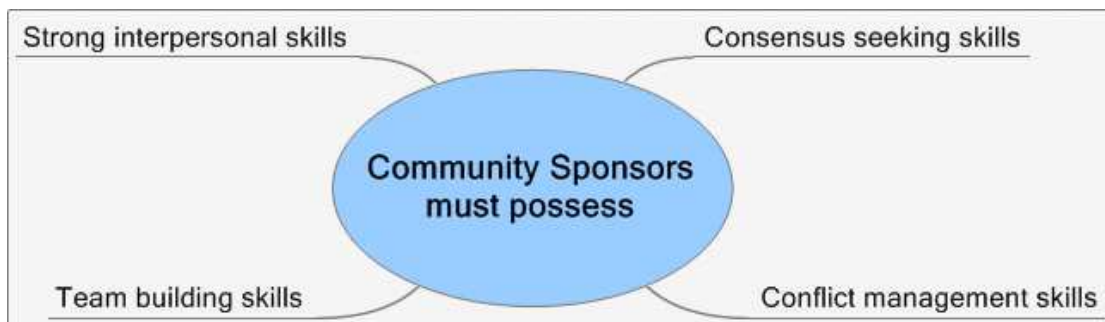 Strong interpersonal skills
Consensus seeking skills
Community Sponsors
must possess
Team building skills
Conflict management skills